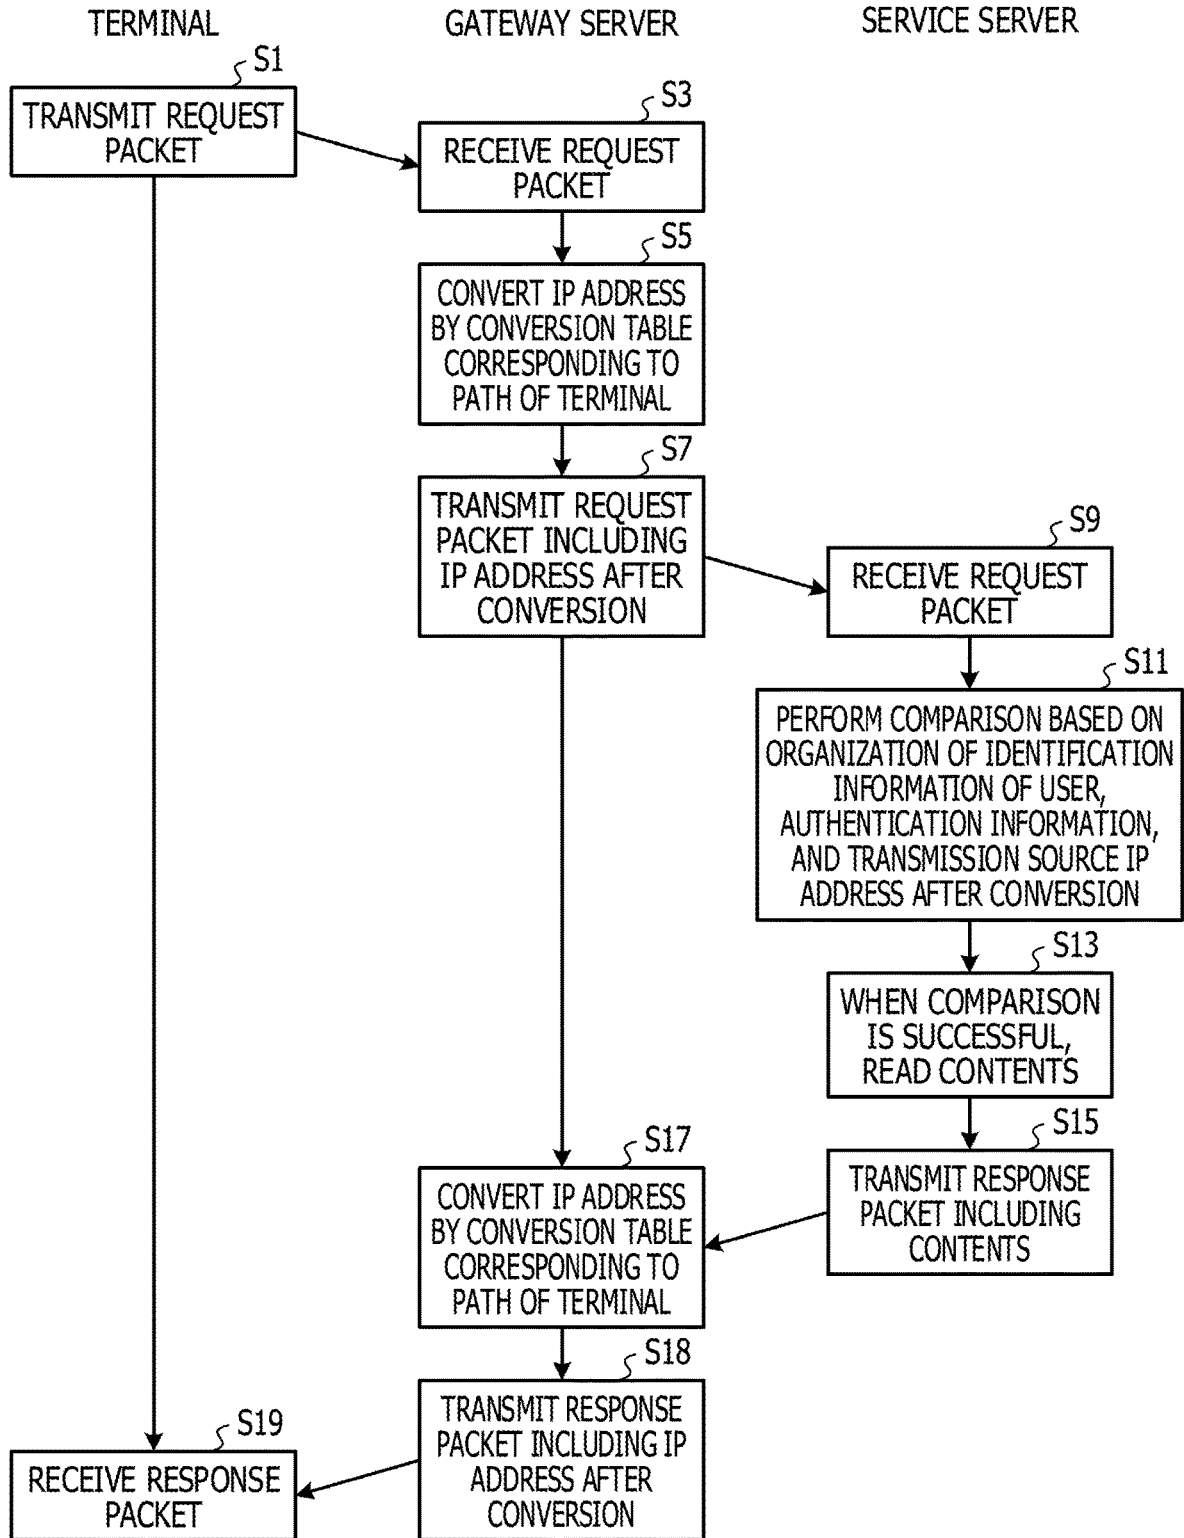 TERMINAL
GATEWAY SERVER
SERVICE SERVER
S1
TRANSMIT REQUEST
PACKET
S3
RECEIVE REQUEST
PACKET
S5
CONVERT IP ADDRESS
BY CONVERSION TABLE
CORRESPONDING TO
PATH OF TERMINAL
S7
TRANSMIT REQUEST
PACKET INCLUDING
IP ADDRESS AFTER
CONVERSION
S9
RECEIVE REQUEST
PACKET
S11
PERFORM COMPARISON BASED ON
ORGANIZATION OF IDENTIFICATION
INFORMATION OF USER,
AUTHENTICATION INFORMATION,
AND TRANSMISSION SOURCE IP
ADDRESS AFTER CONVERSION
S13
WHEN COMPARISON
IS SUCCESSFUL,
READ CONTENTS
S15
TRANSMIT RESPONSE
PACKET INCLUDING
CONTENTS
S17
CONVERT IP ADDRESS
BY CONVERSION TABLE
CORRESPONDING TO
PATH OF TERMINAL
S18
TRANSMIT RESPONSE
PACKET INCLUDING IP
ADDRESS AFTER
CONVERSION
S19
RECEIVE RESPONSE
PACKET